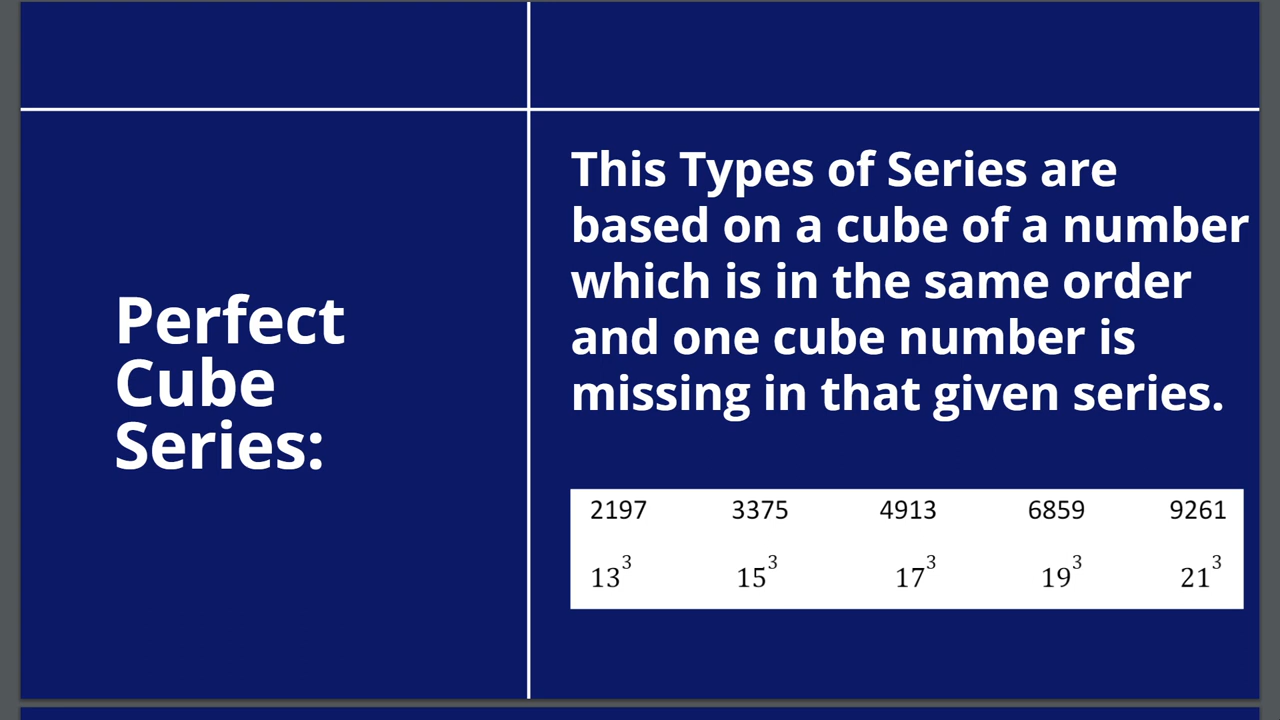 Perfect
Cube
Series:
This Types of Series are
based on a cube of a number
which is in the same order
and one cube number is
missing in that given series.
2197 3375 4913 6859 9261
13³ 15³ 17³ 19³ 21³